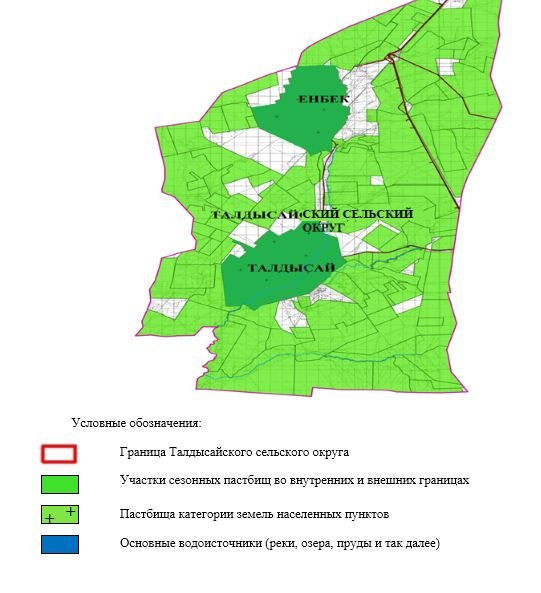 ЕНБЕК
ТАЛДЫСАЙСКИЙ СЕЛЬСКИЙ
ОКРУГ
ТАЛДЫСАЙ
Условные обозначения:
Граница Талдысайского сельского округа
Участки сезонных пастбищ во внутренних и внешних границах
Пастбища категории земель населенных пунктов
Основные водоисточники (реки, озера, пруды и так далее)